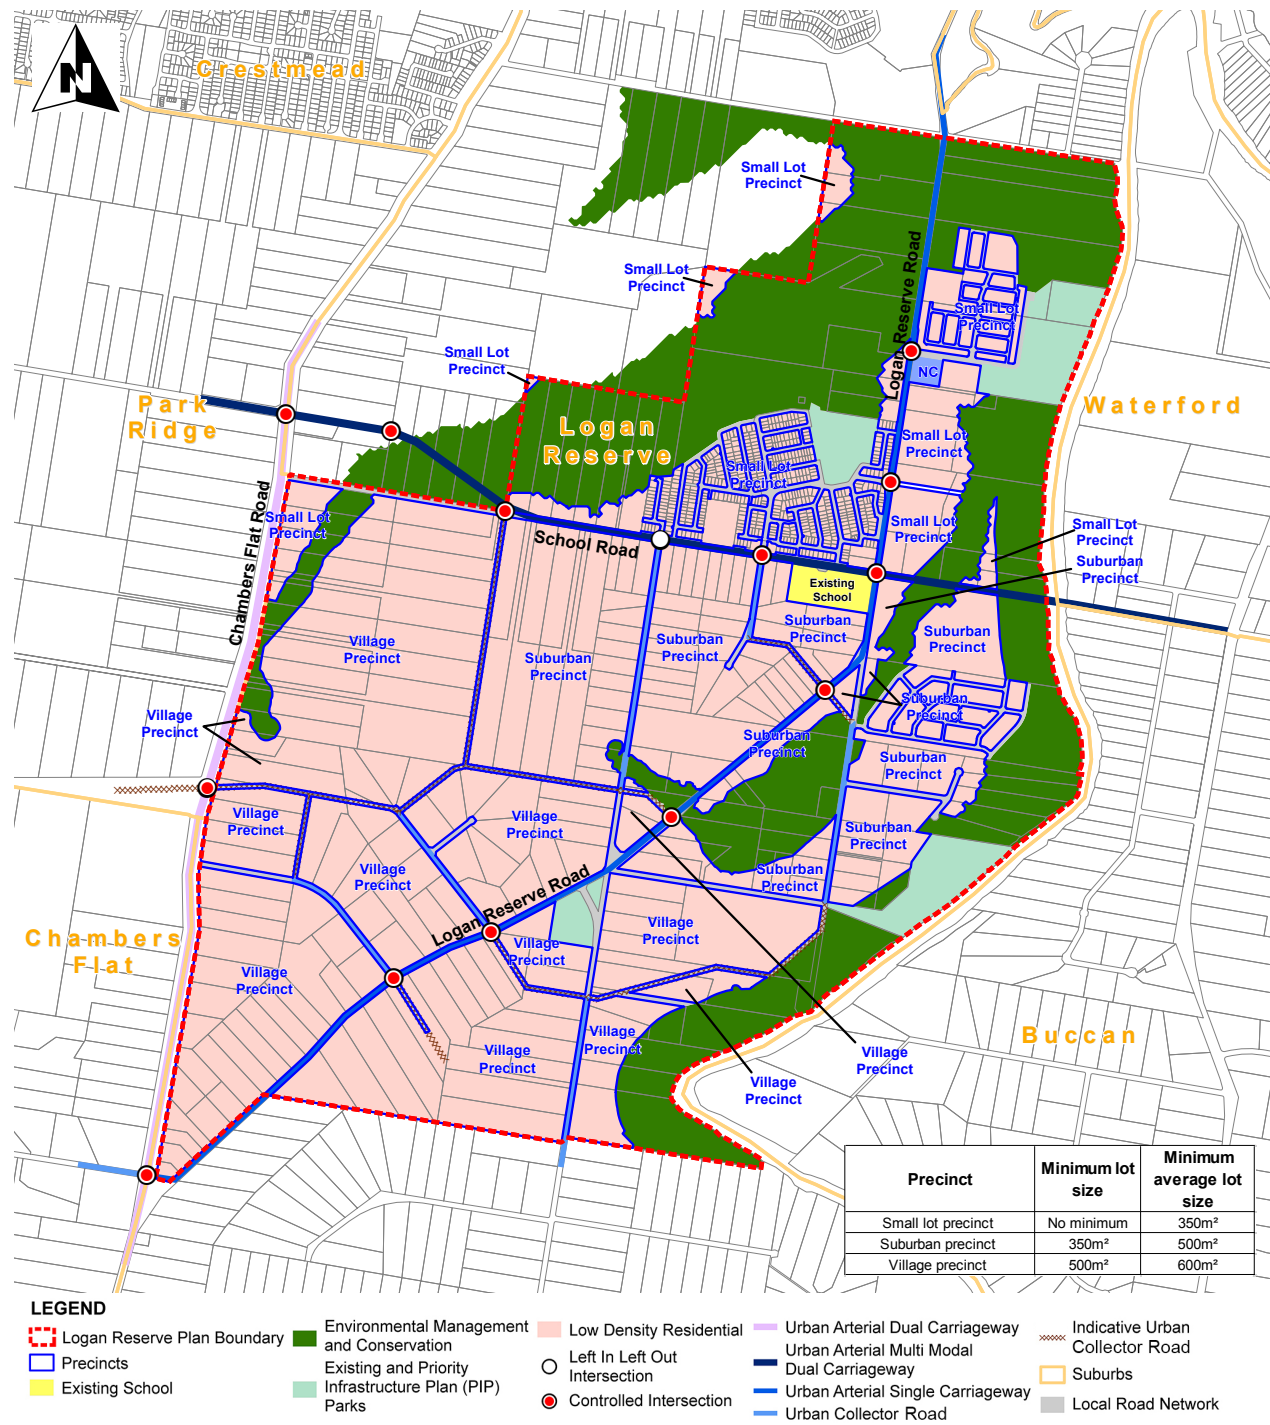 Crestmead
N
Small Lot
Precinct
Small Lot
Precinct
Logan Reserve Road
Small Lot
Precinct
Small Lot
Precinct
NC
Park
Ridge
Waterford
Logan
Reserve
Small Lot
Precinct
Small Lot
Precinct
Chambers Flat Road
Small Lot
Precinct
Small Lot
Precinct
Small Lot
Precinct
School Road
Suburban
Precinct
Existing
School
Suburban
Precinct
Suburban
Precinct
Village
Precinct
Suburban
Precinct
Suburban
Precinct
Suburban
Precinct
Village
Precinct
Suburban
Precinct
Suburban
Precinct
Village
Precinct
Village
Precinct
Suburban
Precinct
Village
Precinct
Suburban
Precinct
Logan Reserve Road
Village
Precinct
Village
Precinct
Chambers
Flat
Village
Precinct
Village
Precinct
Village
Precinct
Village
Precinct
Village
Precinct
Buccan
Precinct Minimum lot size Minimum average lot size
Small lot precinct No minimum 350m²
Suburban precinct 350m² 500m²
Village precinct 500m² 600m²
LEGEND
Logan Reserve Plan Boundary
Precincts
Existing School
Environmental Management
and Conservation
Existing and Priority
Infrastructure Plan (PIP)
Parks
Low Density Residential
Left In Left Out
Intersection
Controlled Intersection
Urban Arterial Dual Carriageway
Urban Arterial Multi Modal
Dual Carriageway
Urban Arterial Single Carriageway
Urban Collector Road
Indicative Urban
Collector Road
Suburbs
Local Road Network